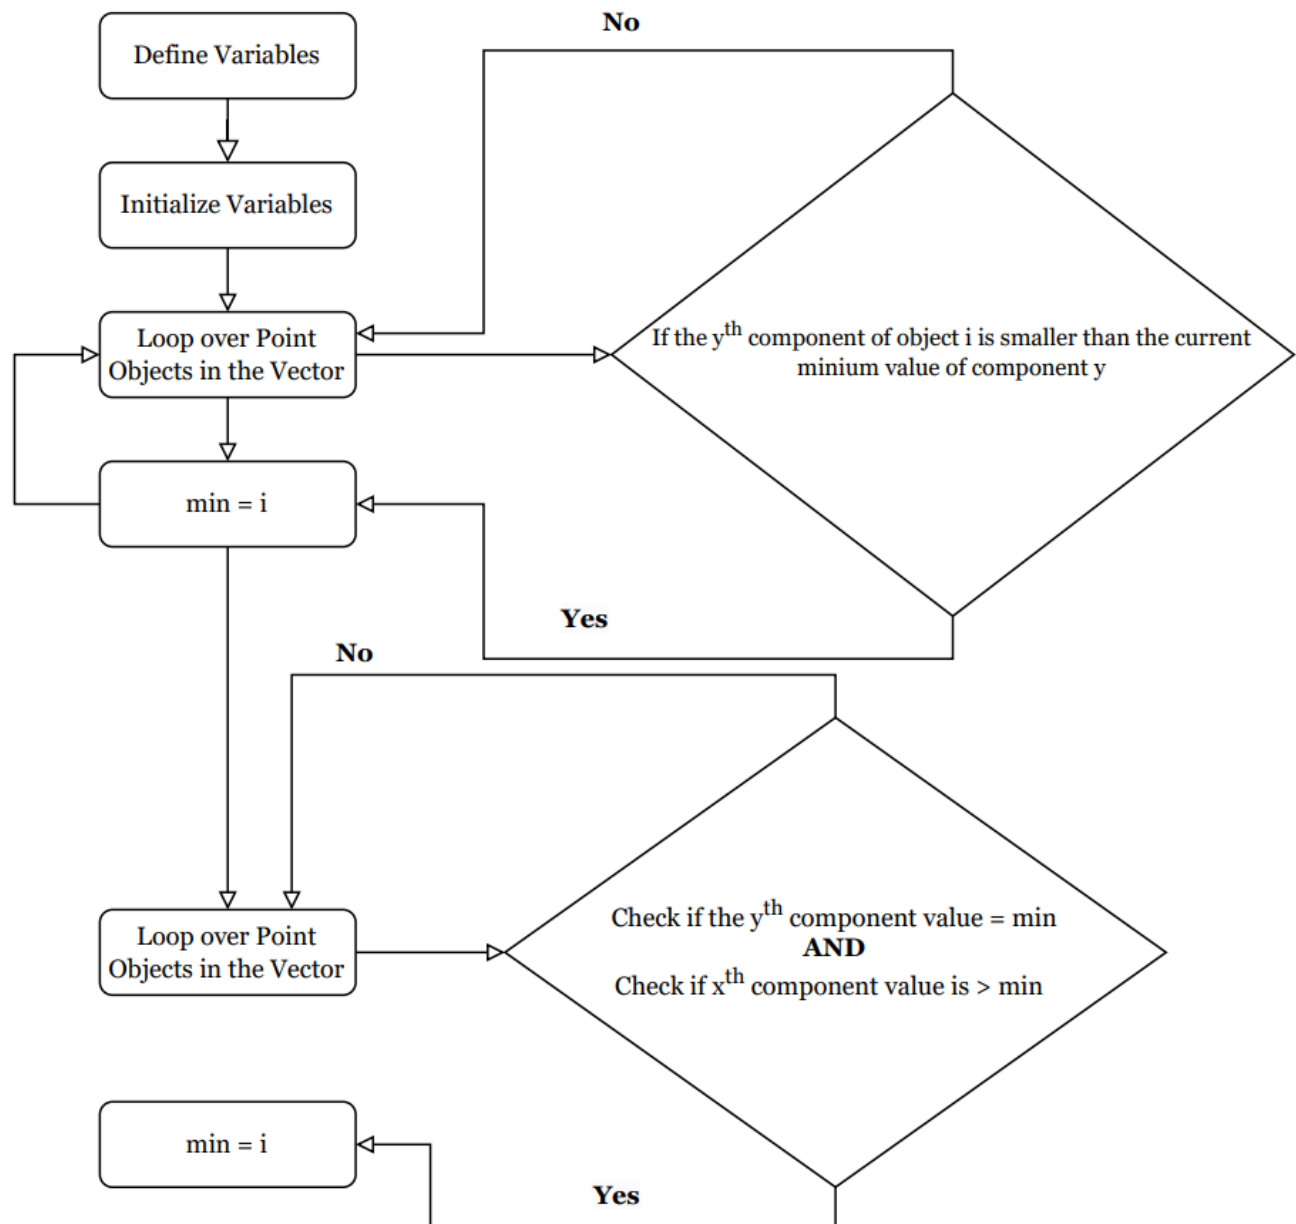 No
Define Variables
Initialize Variables
Loop over Point
Objects in the Vector
If the yth component of object i is smaller than the current
minium value of component y
min = i
Yes
No
Loop over Point
Objects in the Vector
Check if the yth component value = min
AND
Check if xth component value is > min
min = i
Yes